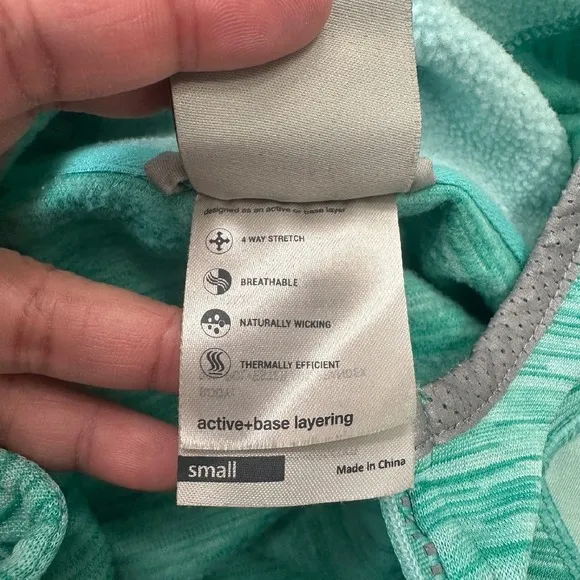 designed as an active or base layer
4 WAY STRETCH
BREATHABLE
NATURALLY WICKING
THERMALLY EFFICIENT
active+base layering
small
Made in China